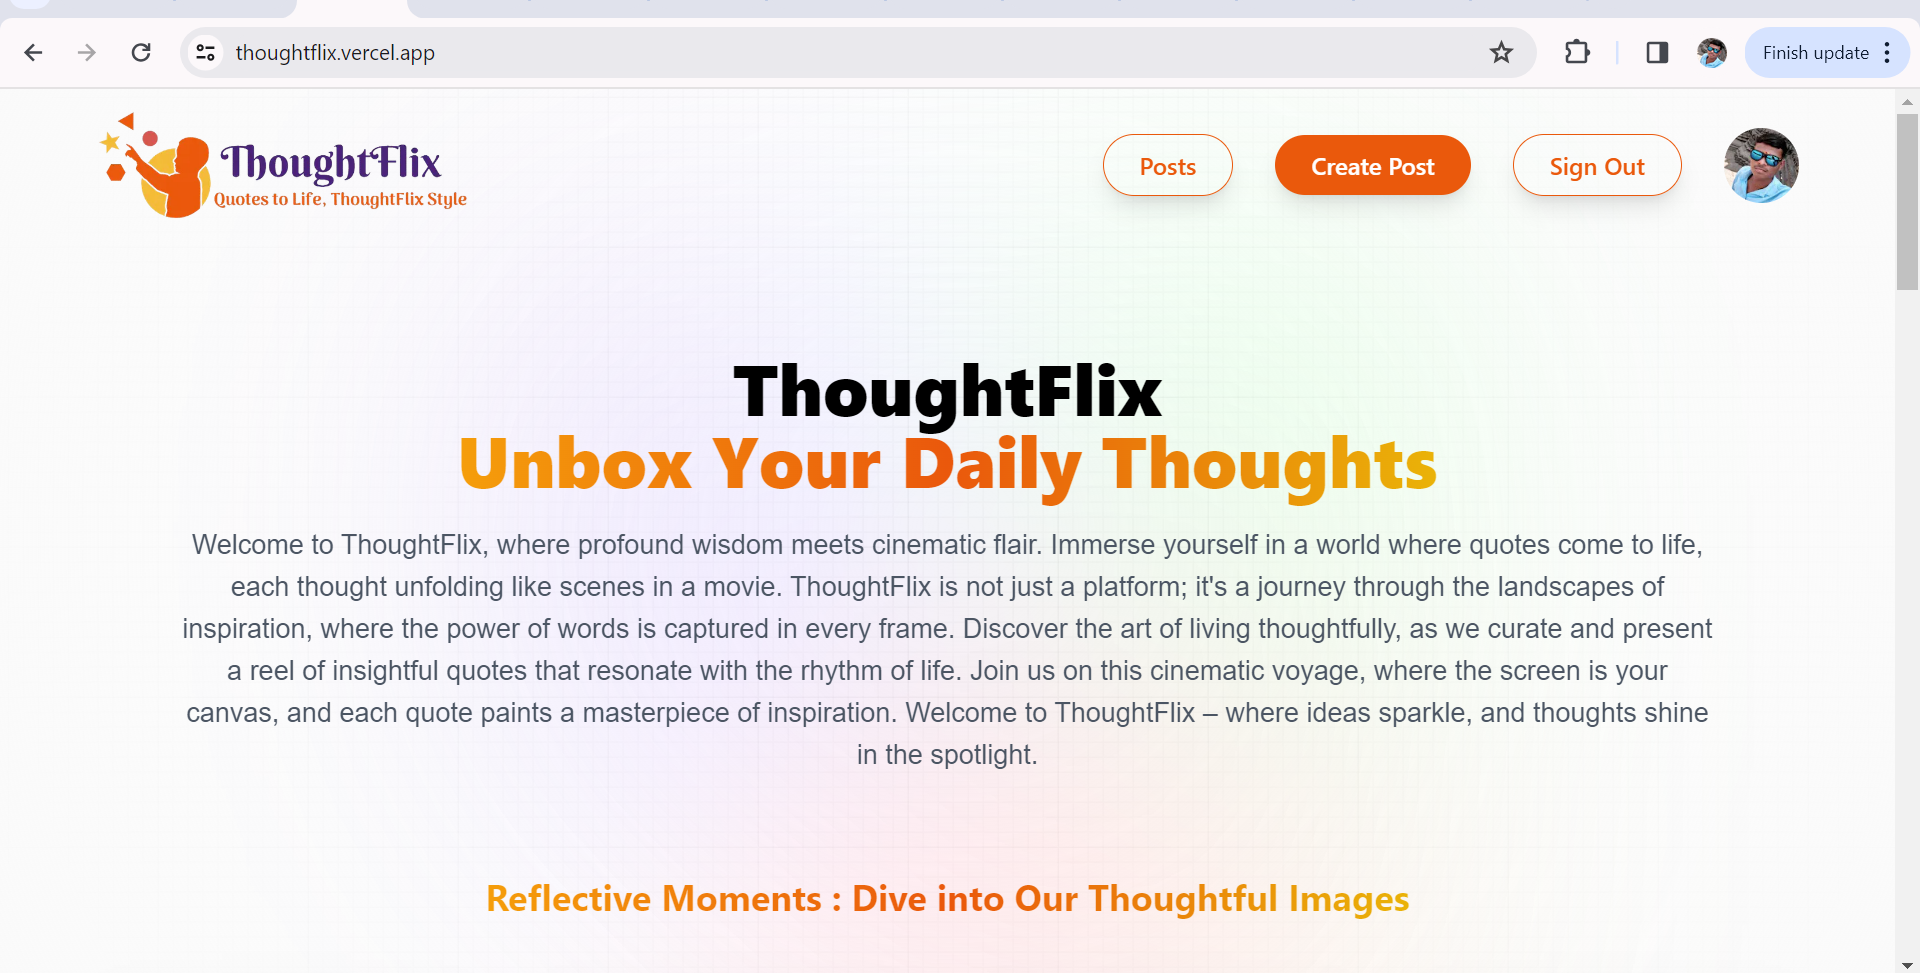 thoughtflix.vercel.app
Finish update
ThoughtFlix
Quotes to Life, ThoughtFlix Style
Posts
Create Post
Sign Out
ThoughtFlix
Unbox Your Daily Thoughts
Welcome to ThoughtFlix, where profound wisdom meets cinematic flair. Immerse yourself in a world where quotes come to life,
each thought unfolding like scenes in a movie. ThoughtFlix is not just a platform; it's a journey through the landscapes of
inspiration, where the power of words is captured in every frame. Discover the art of living thoughtfully, as we curate and present
a reel of insightful quotes that resonate with the rhythm of life. Join us on this cinematic voyage, where the screen is your
canvas, and each quote paints a masterpiece of inspiration. Welcome to ThoughtFlix – where ideas sparkle, and thoughts shine
in the spotlight.
Reflective Moments : Dive into Our Thoughtful Images